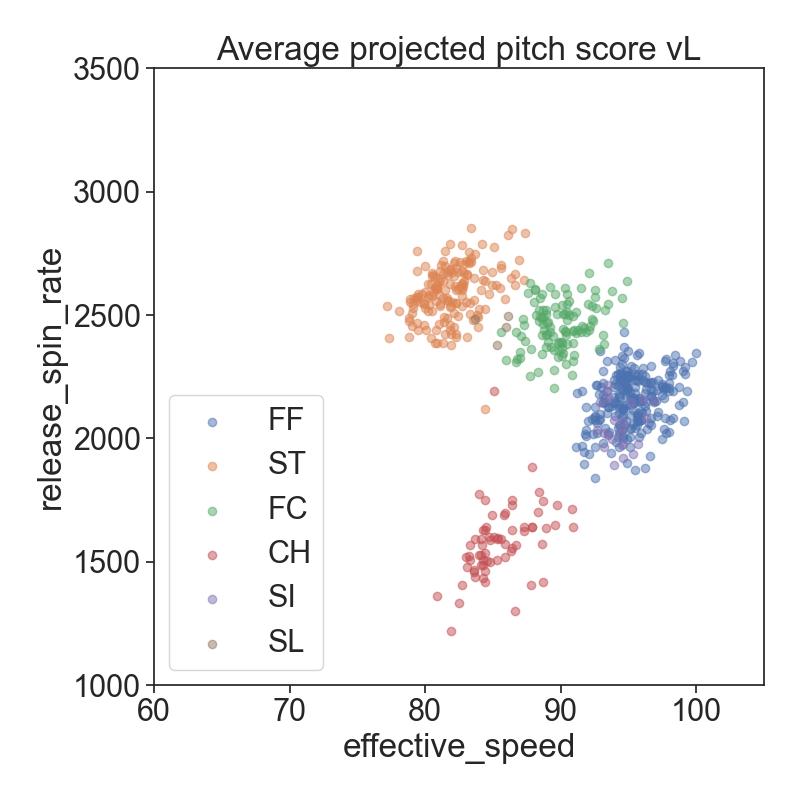 Average projected pitch score vL
3500
3000
2500
2000
1500
1000
release_spin_rate
FF
ST
FC
CH
SI
SL
60
70
80
90
100
effective_speed